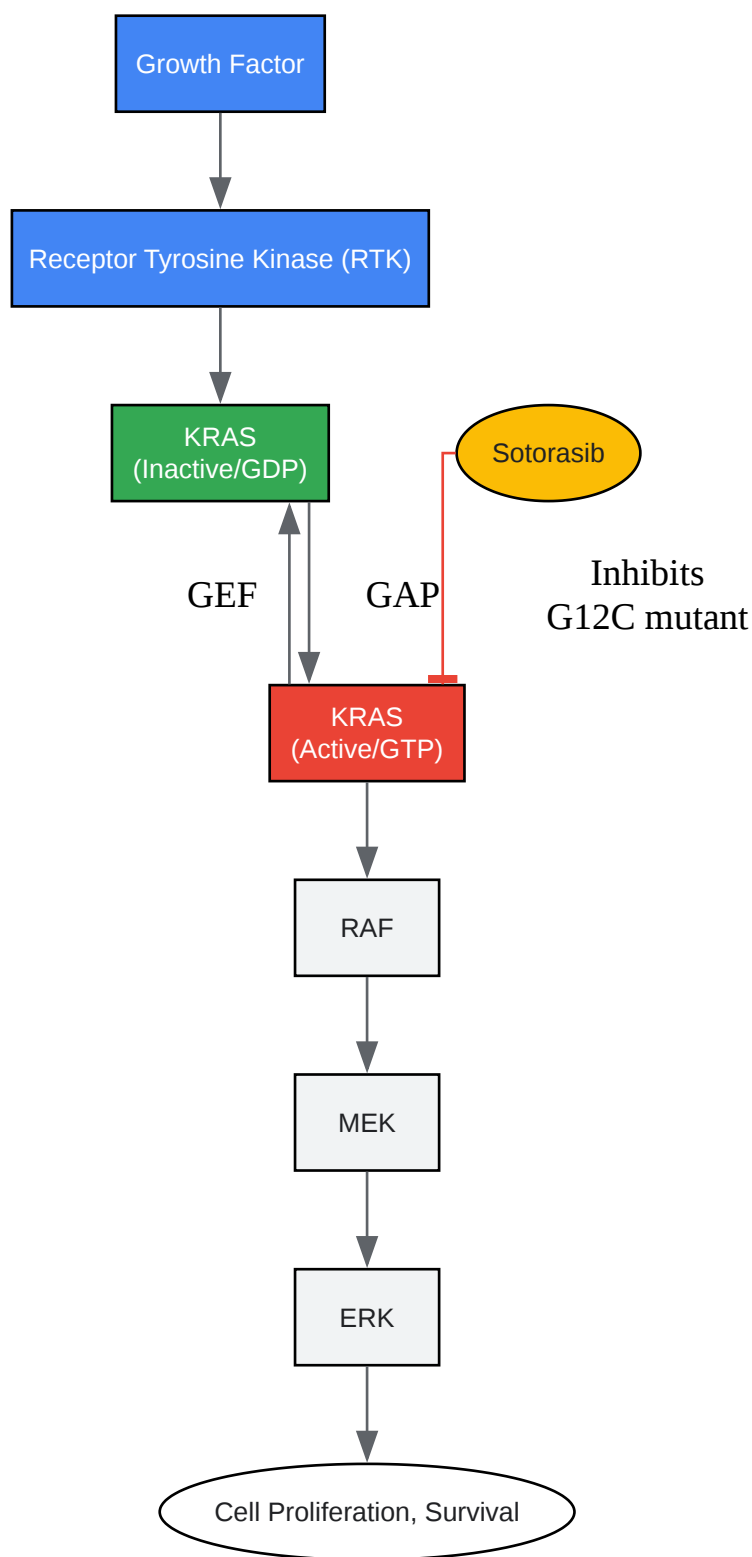 Growth Factor
Receptor Tyrosine Kinase (RTK)
KRAS
(Inactive/GDP)
Sotorasib
GEF
GAP
Inhibits
G12C mutant
KRAS
(Active/GTP)
RAF
MEK
ERK
Cell Proliferation, Survival